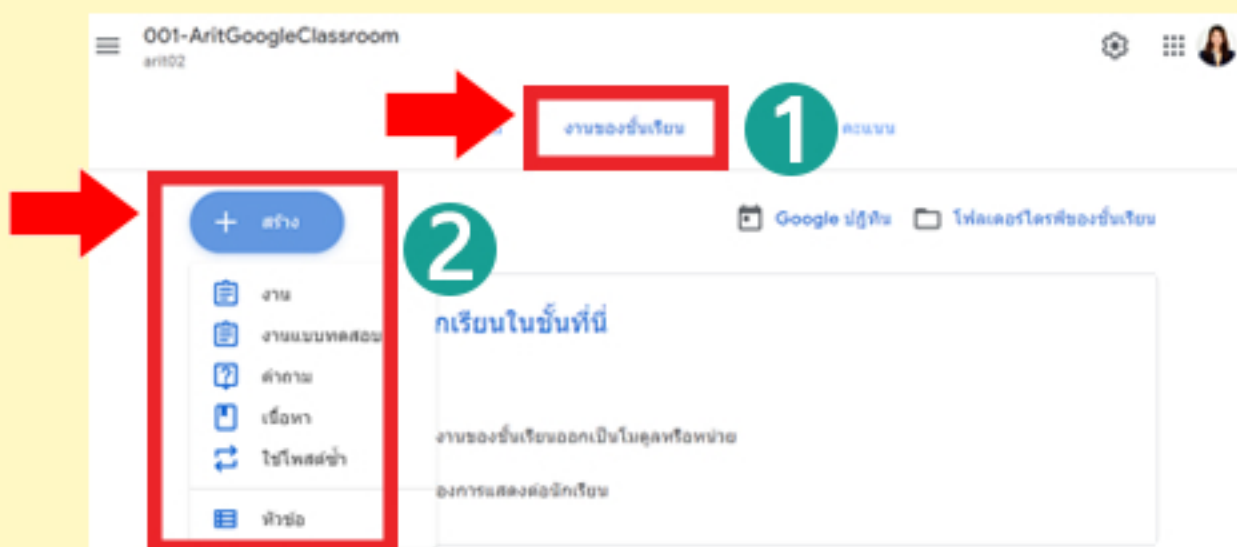 001-AritGoogleClassroom
arit02
งานของชั้นเรียน
1
คะแนน
+ สร้าง
2
Google ปฏิทิน
โฟลเดอร์ไดรฟ์ของชั้นเรียน
งาน
งานแบบทดสอบ
กเรียนในชั้นที่นี่
คำถาม
เนื้อหา
งานของชั้นเรียนออกเป็นโมดูลหรือหน่วย
ใช้โพสต์ซ้ำ
องการแสดงต่อนักเรียน
หัวข้อ